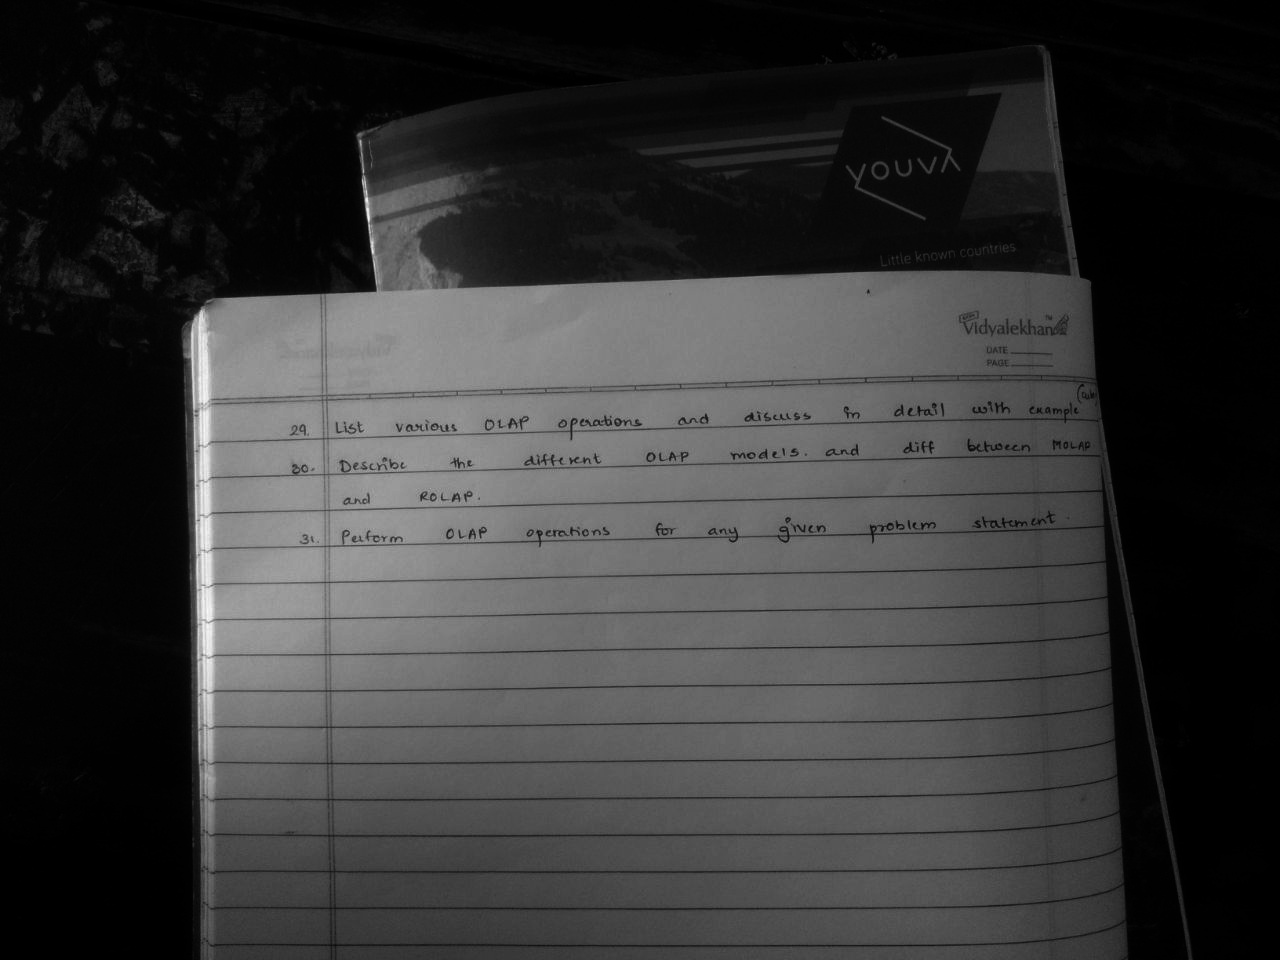 YOUVA
Little known countries
Vidyalekhan™
DATE
PAGE
29. List various OLAP operations and discuss in detail with example
30. Describe the different OLAP models. and diff between MOLAP
and ROLAP.
31. Perform OLAP operations for any given problem statement.